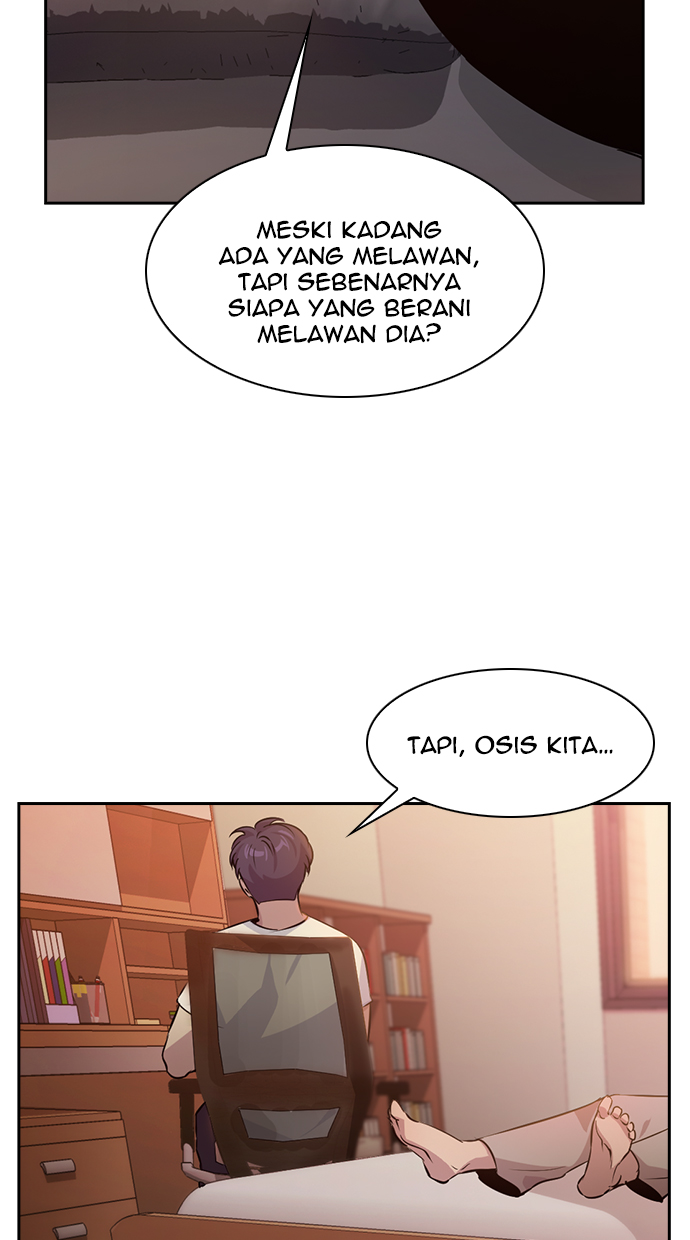 MESKI KADANG
ADA YANG MELAWAN,
TAPI SEBENARNYA
SIAPA YANG BERANI
MELAWAN DIA?
TAPI, OSIS KITA...